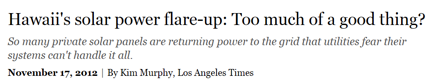 Hawaii's solar power flare-up: Too much of a good thing?
So many private solar panels are returning power to the grid that utilities fear their
systems can't handle it all.
November 17, 2012 | By Kim Murphy, Los Angeles Times